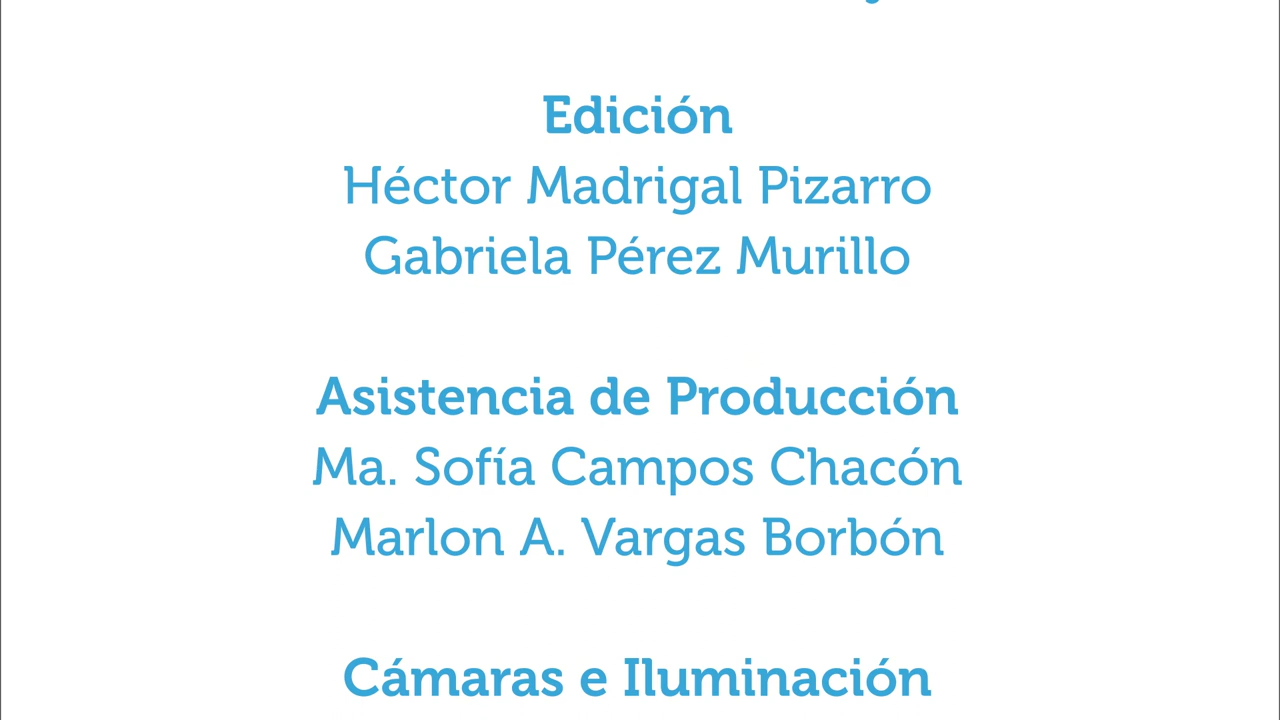 Edición
Héctor Madrigal Pizarro
Gabriela Pérez Murillo
Asistencia de Producción
Ma. Sofía Campos Chacón
Marlon A. Vargas Borbón
Cámaras e Iluminación